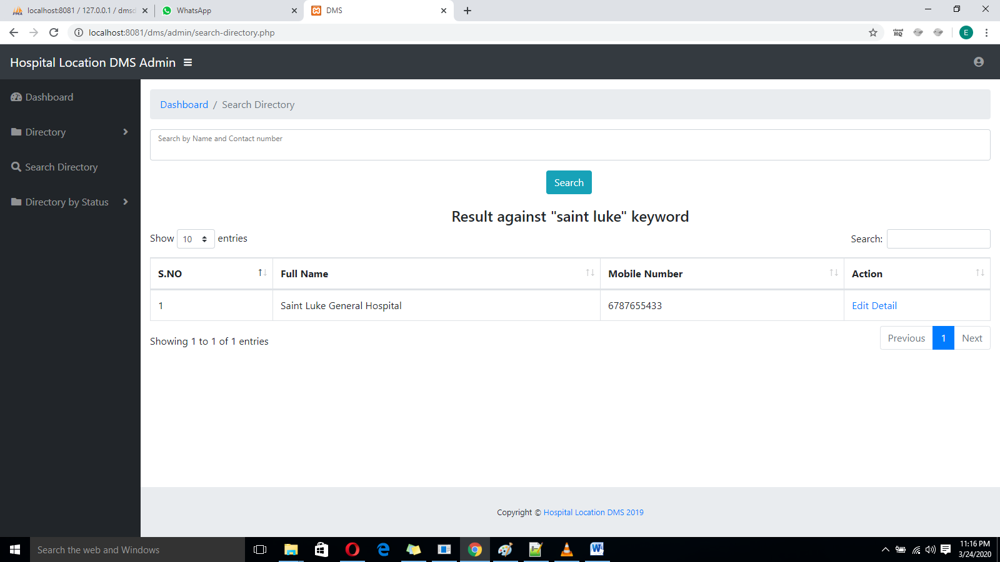 localhost:8081 / 127.0.0.1 / dmsd
WhatsApp
DMS
localhost:8081/dms/admin/search-directory.php
cloud HQ
E
Hospital Location DMS Admin
Dashboard
Directory
Search Directory
Directory by Status
Dashboard / Search Directory
Search by Name and Contact number
Search
Result against "saint luke" keyword
Show 10 entries
Search:
S.NO Full Name Mobile Number Action
1 Saint Luke General Hospital 6787655433 Edit Detail
Showing 1 to 1 of 1 entries
Previous 1 Next
Copyright © Hospital Location DMS 2019
Search the web and Windows
11:16 PM
3/24/2020